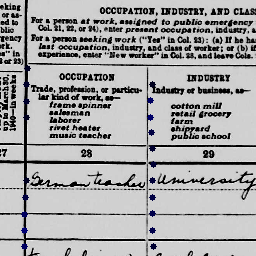 OCCUPATION, INDUSTRY, AND CLAS
For a person at work, assigned to public emergency
Col. 21, 22, or 24), enter present occupation, industry, a
For a person seeking work ("Yes" in Col. 23): (a) If he ha
last occupation, industry, and class of worker; or (b) if
experience, enter "New worker" in Col. 28, and leave Cols.
OCCUPATION
Trade, profession, or particu-
lar kind of work, as—
frame spinner
salesman
laborer
rivet heater
music teacher
INDUSTRY
Industry or business, as—
cotton mill
retail grocery
farm
shipyard
public school
27
28
29
German teacher
University